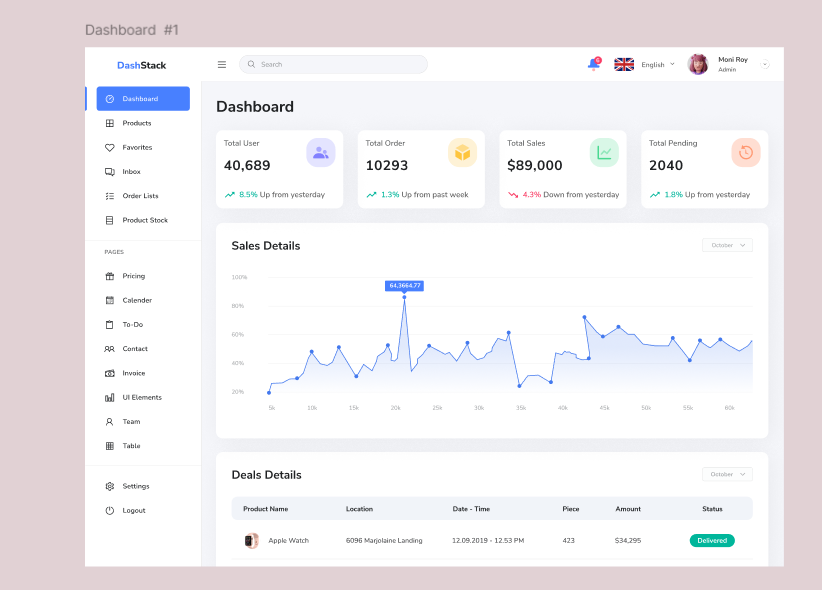 Dashboard #1
DashStack
Search
6
English
Moni Roy
Admin
Dashboard
Products
Favorites
Inbox
Order Lists
Product Stock
PAGES
Pricing
Calender
To-Do
Contact
Invoice
UI Elements
Team
Table
Settings
Logout
Dashboard
Total User
40,689
8.5% Up from yesterday
Total Order
10293
1.3% Up from past week
Total Sales
$89,000
4.3% Down from yesterday
Total Pending
2040
1.8% Up from yesterday
Sales Details
October
100%
80%
60%
40%
20%
64,3664.77
5k 10k 15k 20k 25k 30k 35k 40k 45k 50k 55k 60k
Deals Details
October
Product Name Location Date - Time Piece Amount Status
Apple Watch 6096 Marjolaine Landing 12.09.2019 - 12.53 PM 423 $34,295 Delivered